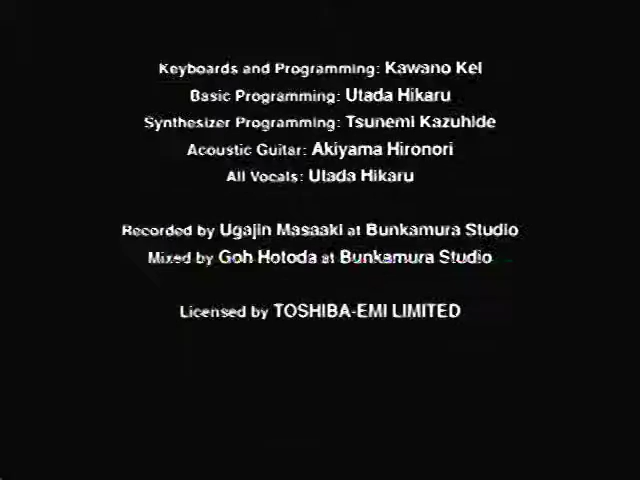 Keyboards and Programming: Kawano Kei
Basic Programming: Utada Hikaru
Synthesizer Programming: Tsunemi Kazuhide
Acoustic Guitar: Akiyama Hironori
All Vocals: Utada Hikaru
Recorded by Ugajin Masaaki at Bunkamura Studio
Mixed by Goh Hotoda at Bunkamura Studio
Licensed by TOSHIBA-EMI LIMITED